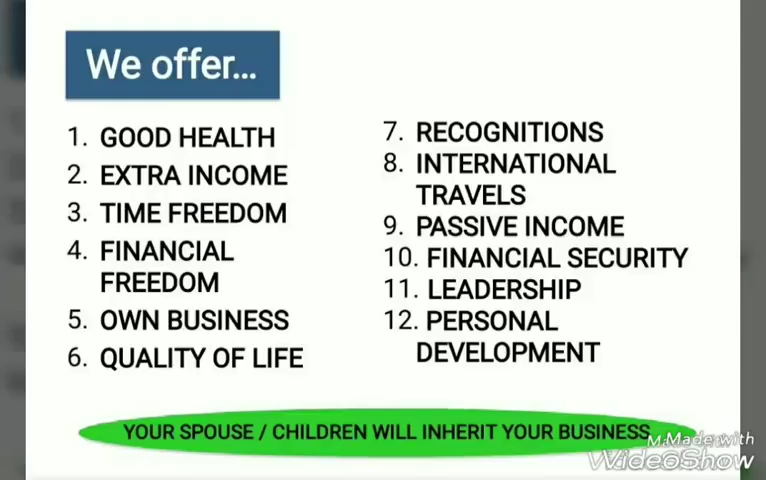 We offer...
1. GOOD HEALTH
2. EXTRA INCOME
3. TIME FREEDOM
4. FINANCIAL
FREEDOM
5. OWN BUSINESS
6. QUALITY OF LIFE
7. RECOGNITIONS
8. INTERNATIONAL
TRAVELS
9. PASSIVE INCOME
10. FINANCIAL SECURITY
11. LEADERSHIP
12. PERSONAL
DEVELOPMENT
YOUR SPOUSE / CHILDREN WILL INHERIT YOUR BUSINESS
Made with
VideoShow